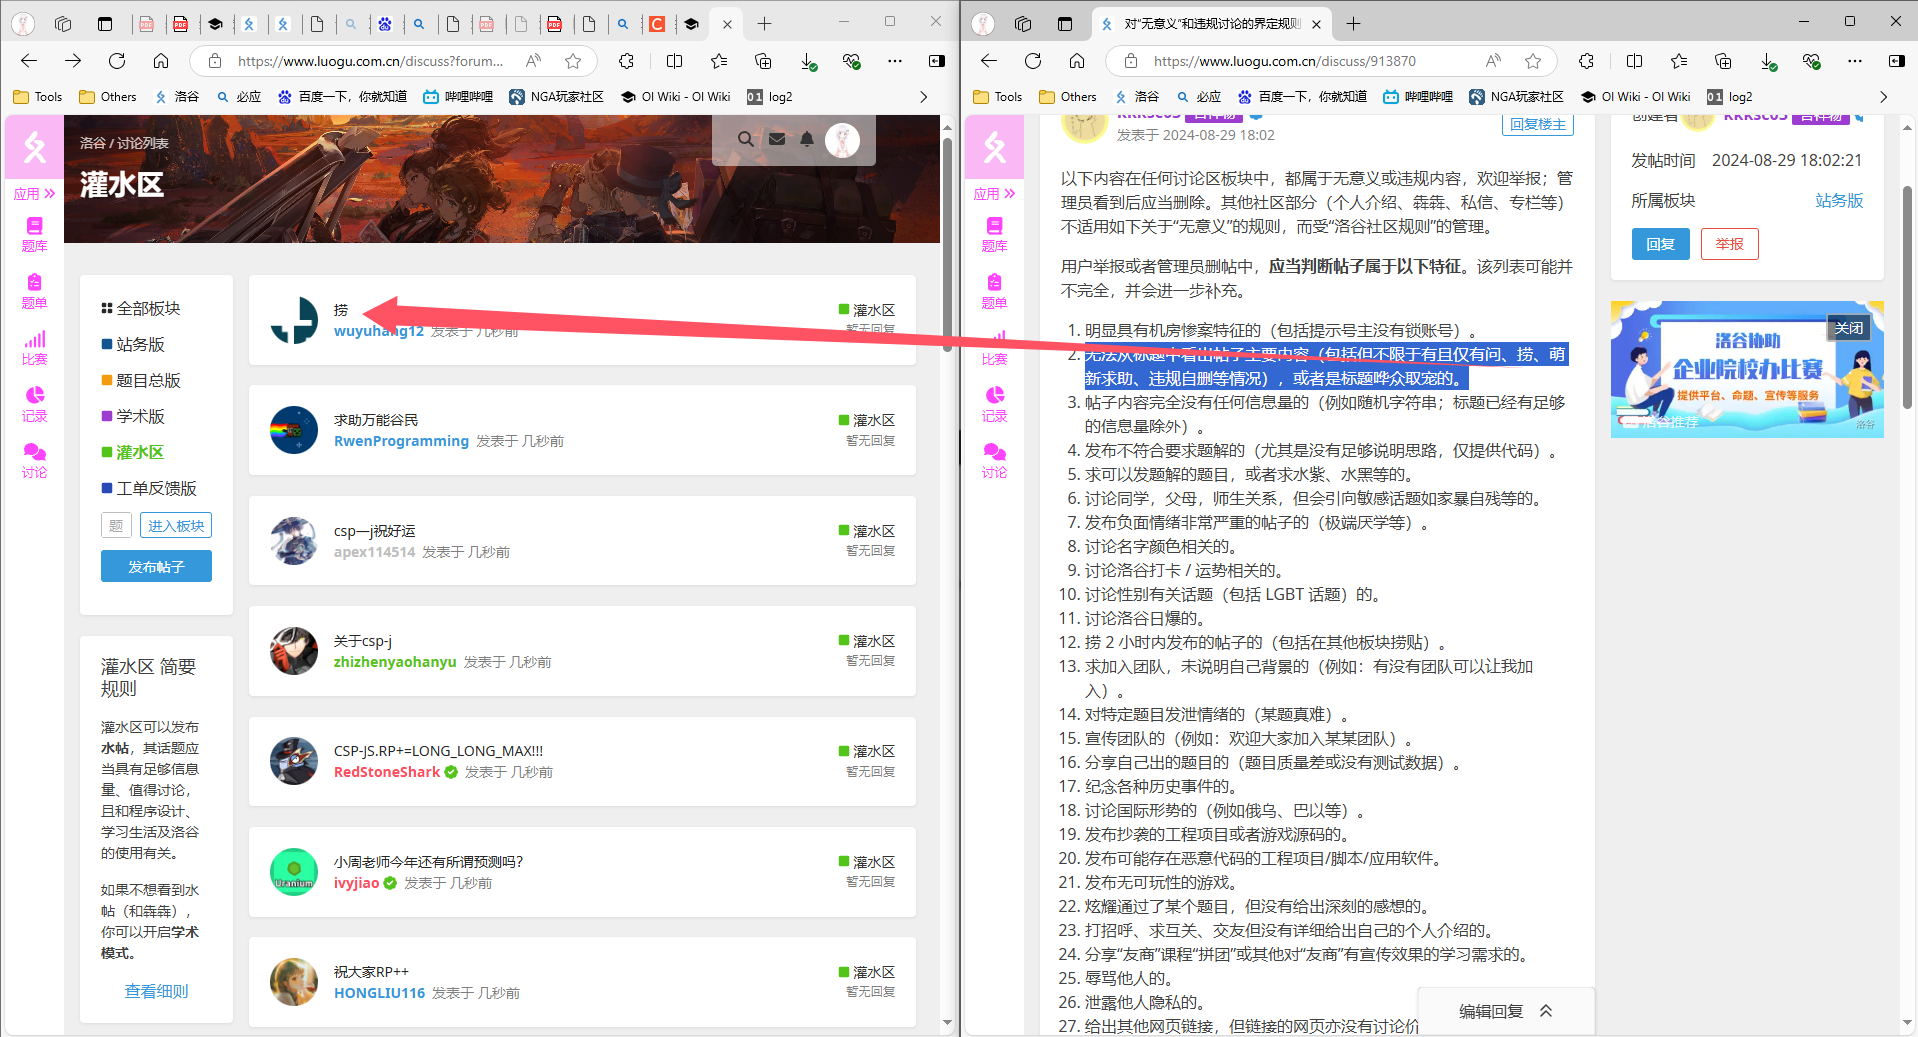 https://www.luogu.com.cn/discuss?forum...
Tools
Others
洛谷
必应
百度一下，你就知道
哔哩哔哩
NGA玩家社区
OI Wiki - OI Wiki
log2
应用
题库
题单
比赛
记录
讨论
洛谷 / 讨论列表
灌水区
全部板块
站务版
题目总版
学术版
灌水区
工单反馈版
题
进入板块
发布帖子
灌水区 简要
规则
灌水区可以发布
水帖，其话题应
当具有足够信息
量、值得讨论，
且和程序设计、
学习生活及洛谷
的使用有关。
如果不想看到水
帖（和犇犇），
你可以开启学术
模式。
查看细则
捞
wuyuhang12 发表于 几秒前
灌水区
暂无回复
求助万能谷民
RwenProgramming 发表于 几秒前
灌水区
暂无回复
csp—j祝好运
apex114514 发表于 几秒前
灌水区
暂无回复
关于csp-j
zhizhenyaohanyu 发表于 几秒前
灌水区
暂无回复
CSP-JS.RP+=LONG_LONG_MAX!!!
RedStoneShark 发表于 几秒前
灌水区
暂无回复
小周老师今年还有所谓预测吗？
ivyjiao 发表于 几秒前
灌水区
暂无回复
Uranium
祝大家RP++
HONGLIU116 发表于 几秒前
灌水区
暂无回复
对“无意义”和违规讨论的界定规则
https://www.luogu.com.cn/discuss/913870
Tools
Others
洛谷
必应
百度一下，你就知道
哔哩哔哩
NGA玩家社区
OI Wiki - OI Wiki
log2
应用
题库
题单
比赛
记录
讨论
发表于 2024-08-29 18:02
回复楼主
以下内容在任何讨论区板块中，都属于无意义或违规内容，欢迎举报；管
理员看到后应当删除。其他社区部分（个人介绍、犇犇、私信、专栏等）
不适用如下关于“无意义”的规则，而受“洛谷社区规则”的管理。
用户举报或者管理员删帖中，应当判断帖子属于以下特征。该列表可能并
不完全，并会进一步补充。
1. 明显具有机房惨案特征的（包括提示号主没有锁账号）。
2. 无法从标题中看出帖子主要内容（包括但不限于有且仅有问、捞、萌
新求助、违规自删等情况），或者是标题哗众取宠的。
3. 帖子内容完全没有任何信息量的（例如随机字符串；标题已经有足够
的信息量除外）。
4. 发布不符合要求题解的（尤其是没有足够说明思路，仅提供代码）。
5. 求可以发题解的题目，或者求水紫、水黑等的。
6. 讨论同学，父母，师生关系，但会引向敏感话题如家暴自残等的。
7. 发布负面情绪非常严重的帖子的（极端厌学等）。
8. 讨论名字颜色相关的。
9. 讨论洛谷打卡 / 运势相关的。
10. 讨论性别有关话题（包括 LGBT 话题）的。
11. 讨论洛谷日爆的。
12. 捞 2 小时内发布的帖子的（包括在其他板块捞贴）。
13. 求加入团队，未说明自己背景的（例如：有没有团队可以让我加
入）。
14. 对特定题目发泄情绪的（某题真难）。
15. 宣传团队的（例如：欢迎大家加入某某团队）。
16. 分享自己出的题目的（题目质量差或没有测试数据）。
17. 纪念各种历史事件的。
18. 讨论国际形势的（例如俄乌、巴以等）。
19. 发布抄袭的工程项目或者游戏源码的。
20. 发布可能存在恶意代码的工程项目/脚本/应用软件。
21. 发布无可玩性的游戏。
22. 炫耀通过了某个题目，但没有给出深刻的感想的。
23. 打招呼、求互关、交友但没有详细给出自己的个人介绍的。
24. 分享“友商”课程“拼团”或其他对“友商”有宣传效果的学习需求的。
25. 辱骂他人的。
26. 泄露他人隐私的。
27. 给出其他网页链接，但链接的网页亦没有讨论价
编辑回复
发帖时间 2024-08-29 18:02:21
所属板块 站务版
回复
举报
关闭
洛谷协助
企业院校办比赛
提供平台、命题、宣传等服务
洛谷推荐
洛谷